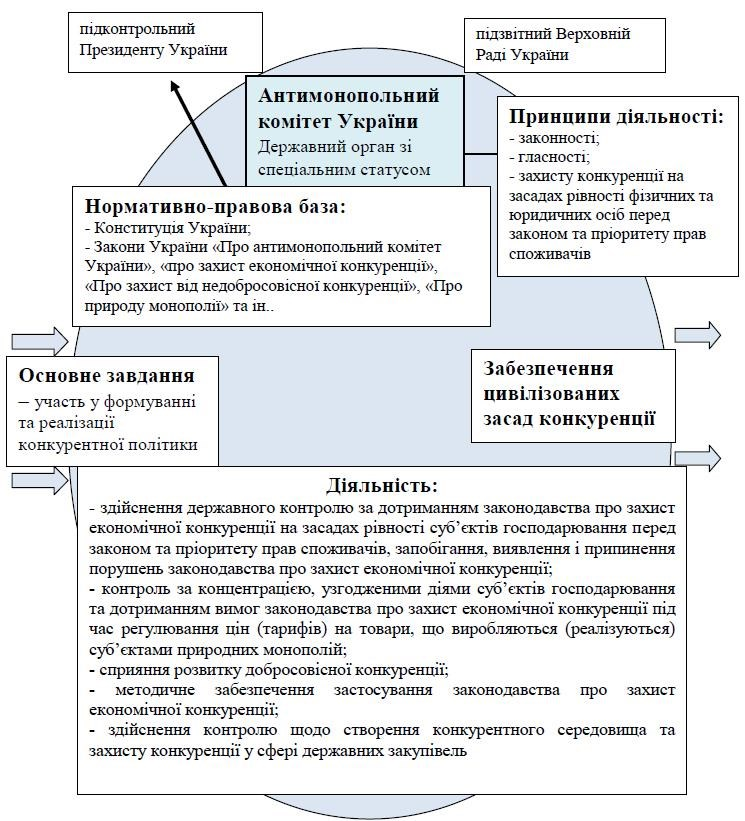 підконтрольний
Президенту України
підзвітний Верховній
Раді України
Антимонопольний
комітет України
Державний орган зі
спеціальним статусом
Принципи діяльності:
- законності;
- гласності;
- захисту конкуренції на
засадах рівності фізичних та
юридичних осіб перед
законом та пріоритету прав
споживачів
Нормативно-правова база:
- Конституція України;
- Закони України «Про антимонопольний комітет
України», «про захист економічної конкуренції»,
«Про захист від недобросовісної конкуренції», «Про
природу монополії» та ін..
Основне завдання
– участь у формуванні
та реалізації
конкурентної політики
Забезпечення
цивілізованих
засад конкуренції
Діяльність:
- здійснення державного контролю за дотриманням законодавства про захист
економічної конкуренції на засадах рівності суб’єктів господарювання перед
законом та пріоритету прав споживачів, запобігання, виявлення і припинення
порушень законодавства про захист економічної конкуренції;
- контроль за концентрацією, узгодженими діями суб’єктів господарювання
та дотриманням вимог законодавства про захист економічної конкуренції під
час регулювання цін (тарифів) на товари, що виробляються (реалізуються)
суб’єктами природних монополій;
- сприяння розвитку добросовісної конкуренції;
- методичне забезпечення застосування законодавства про захист
економічної конкуренції;
- здійснення контролю щодо створення конкурентного середовища та
захисту конкуренції у сфері державних закупівель